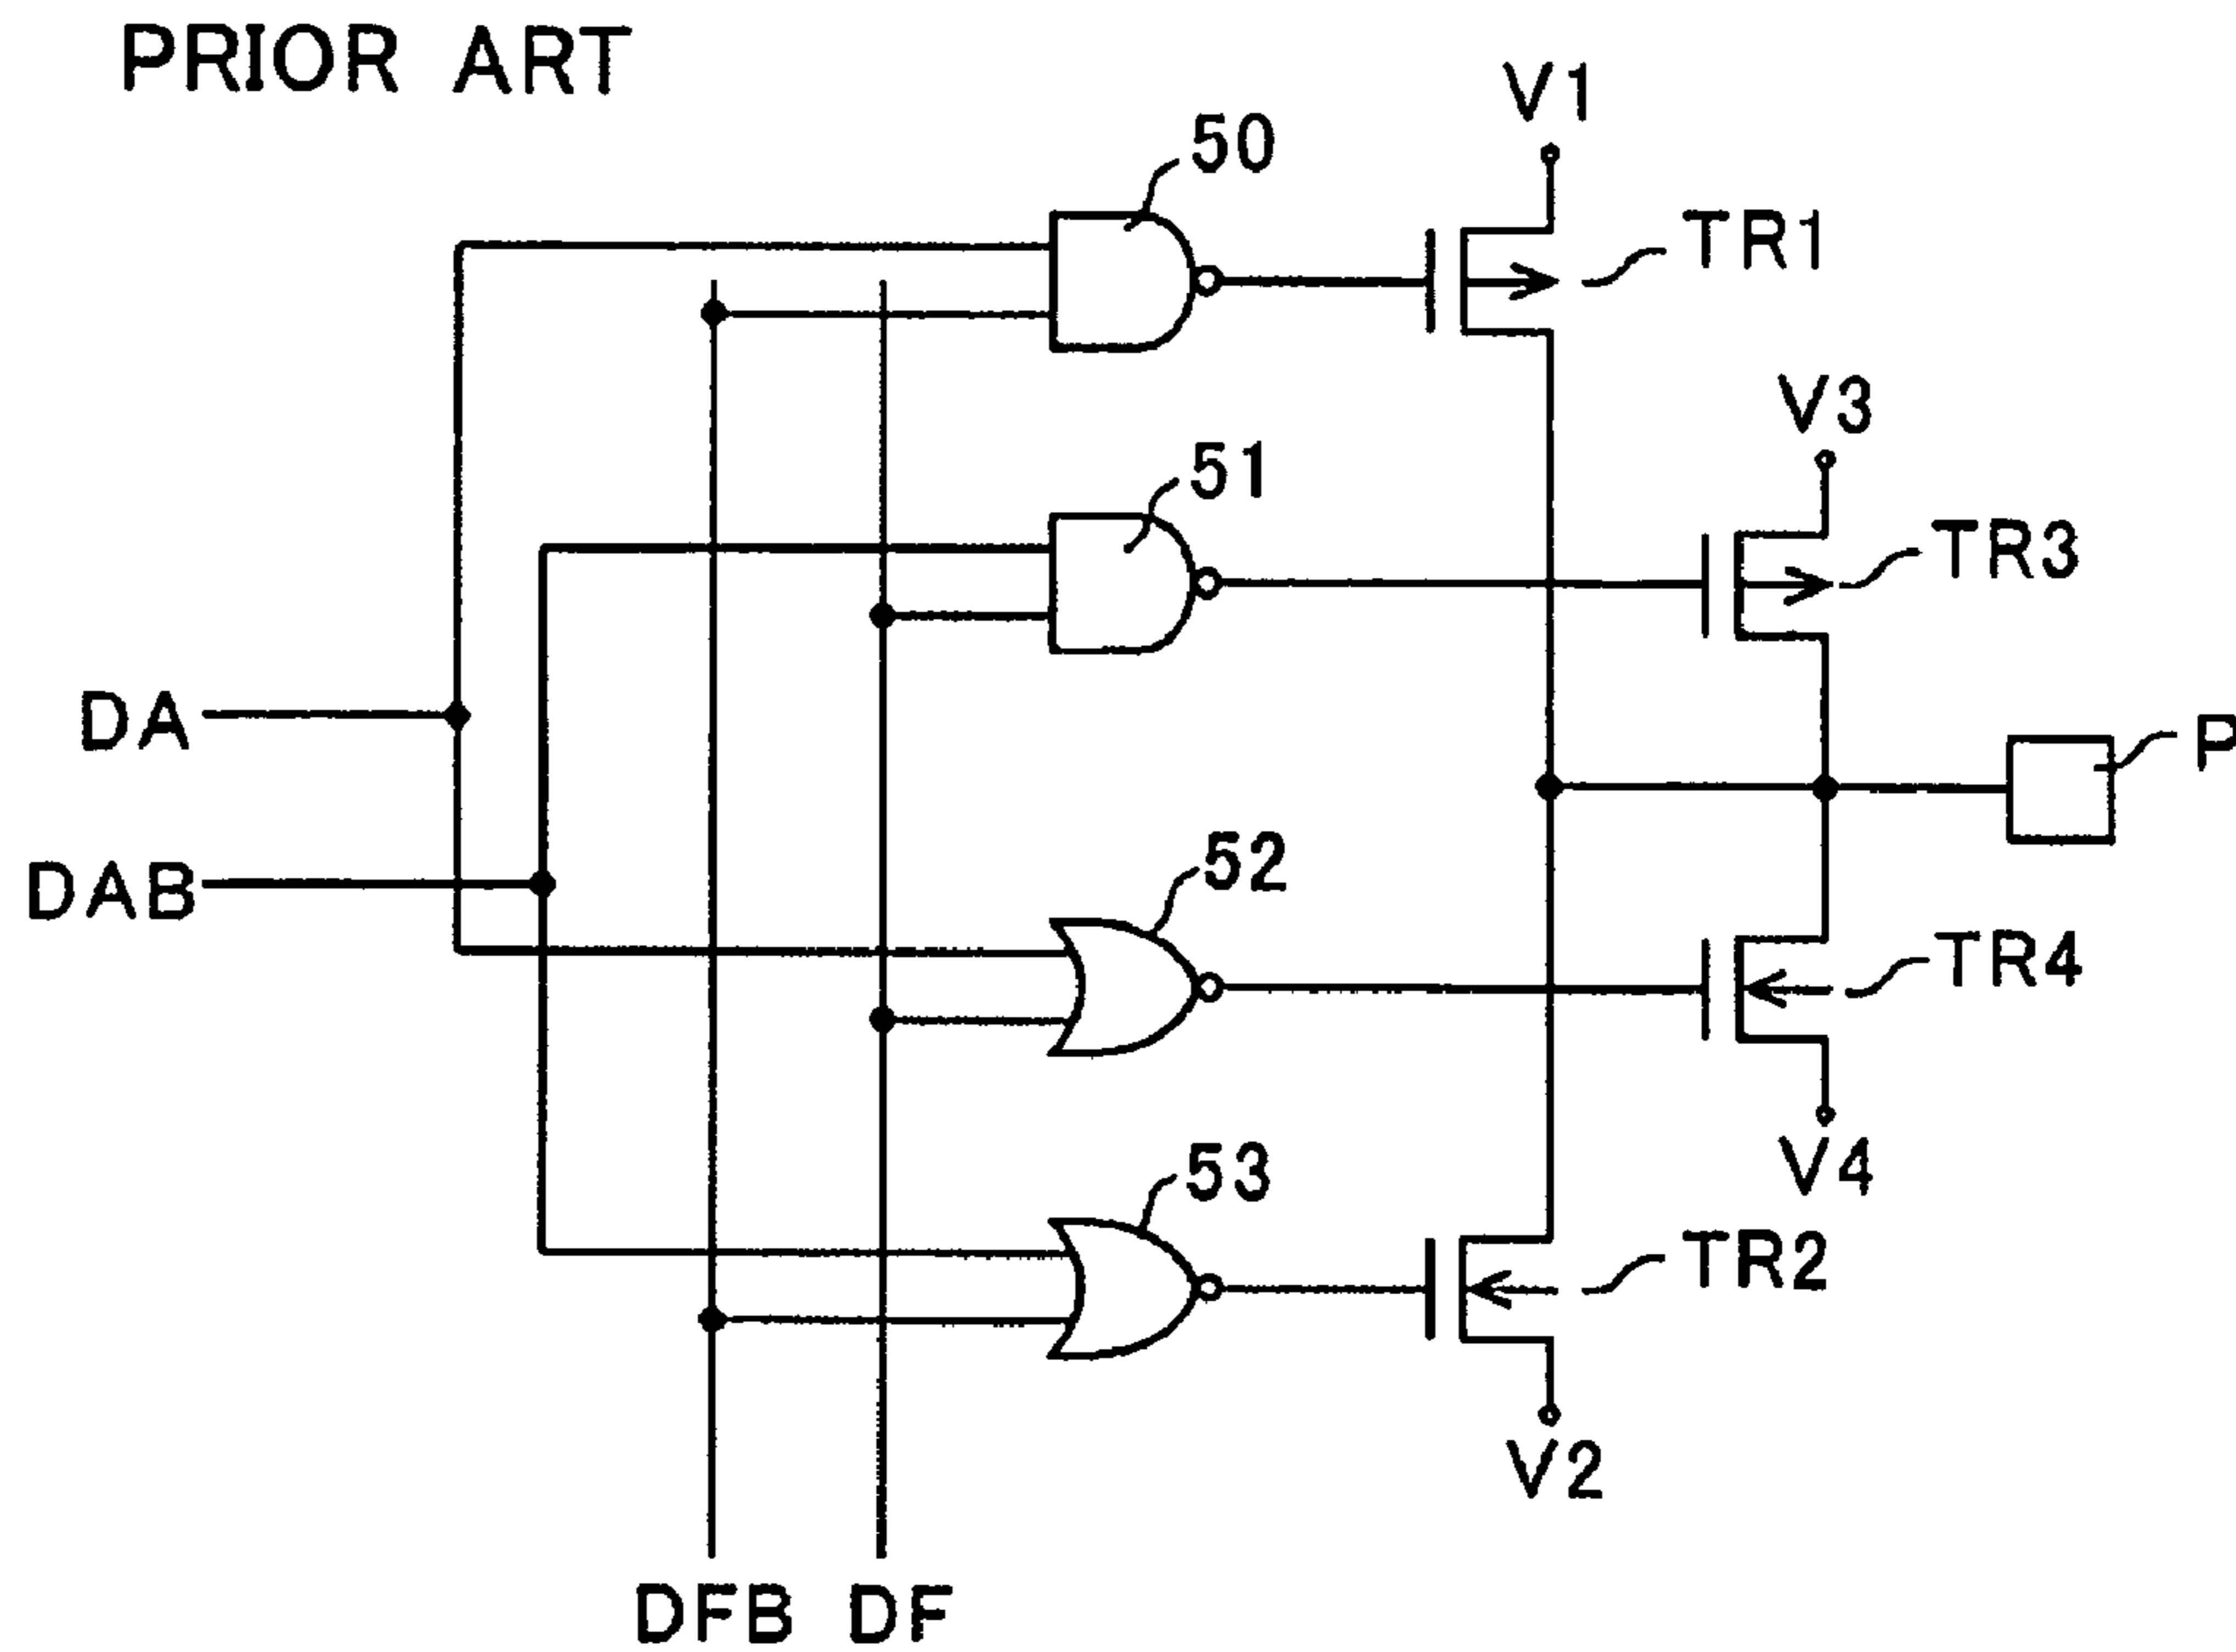 PRIOR ART
V1
50
TR1
V3
51
TR3
DA
P
DAB
52
TR4
53
V4
TR2
V2
DFB DF